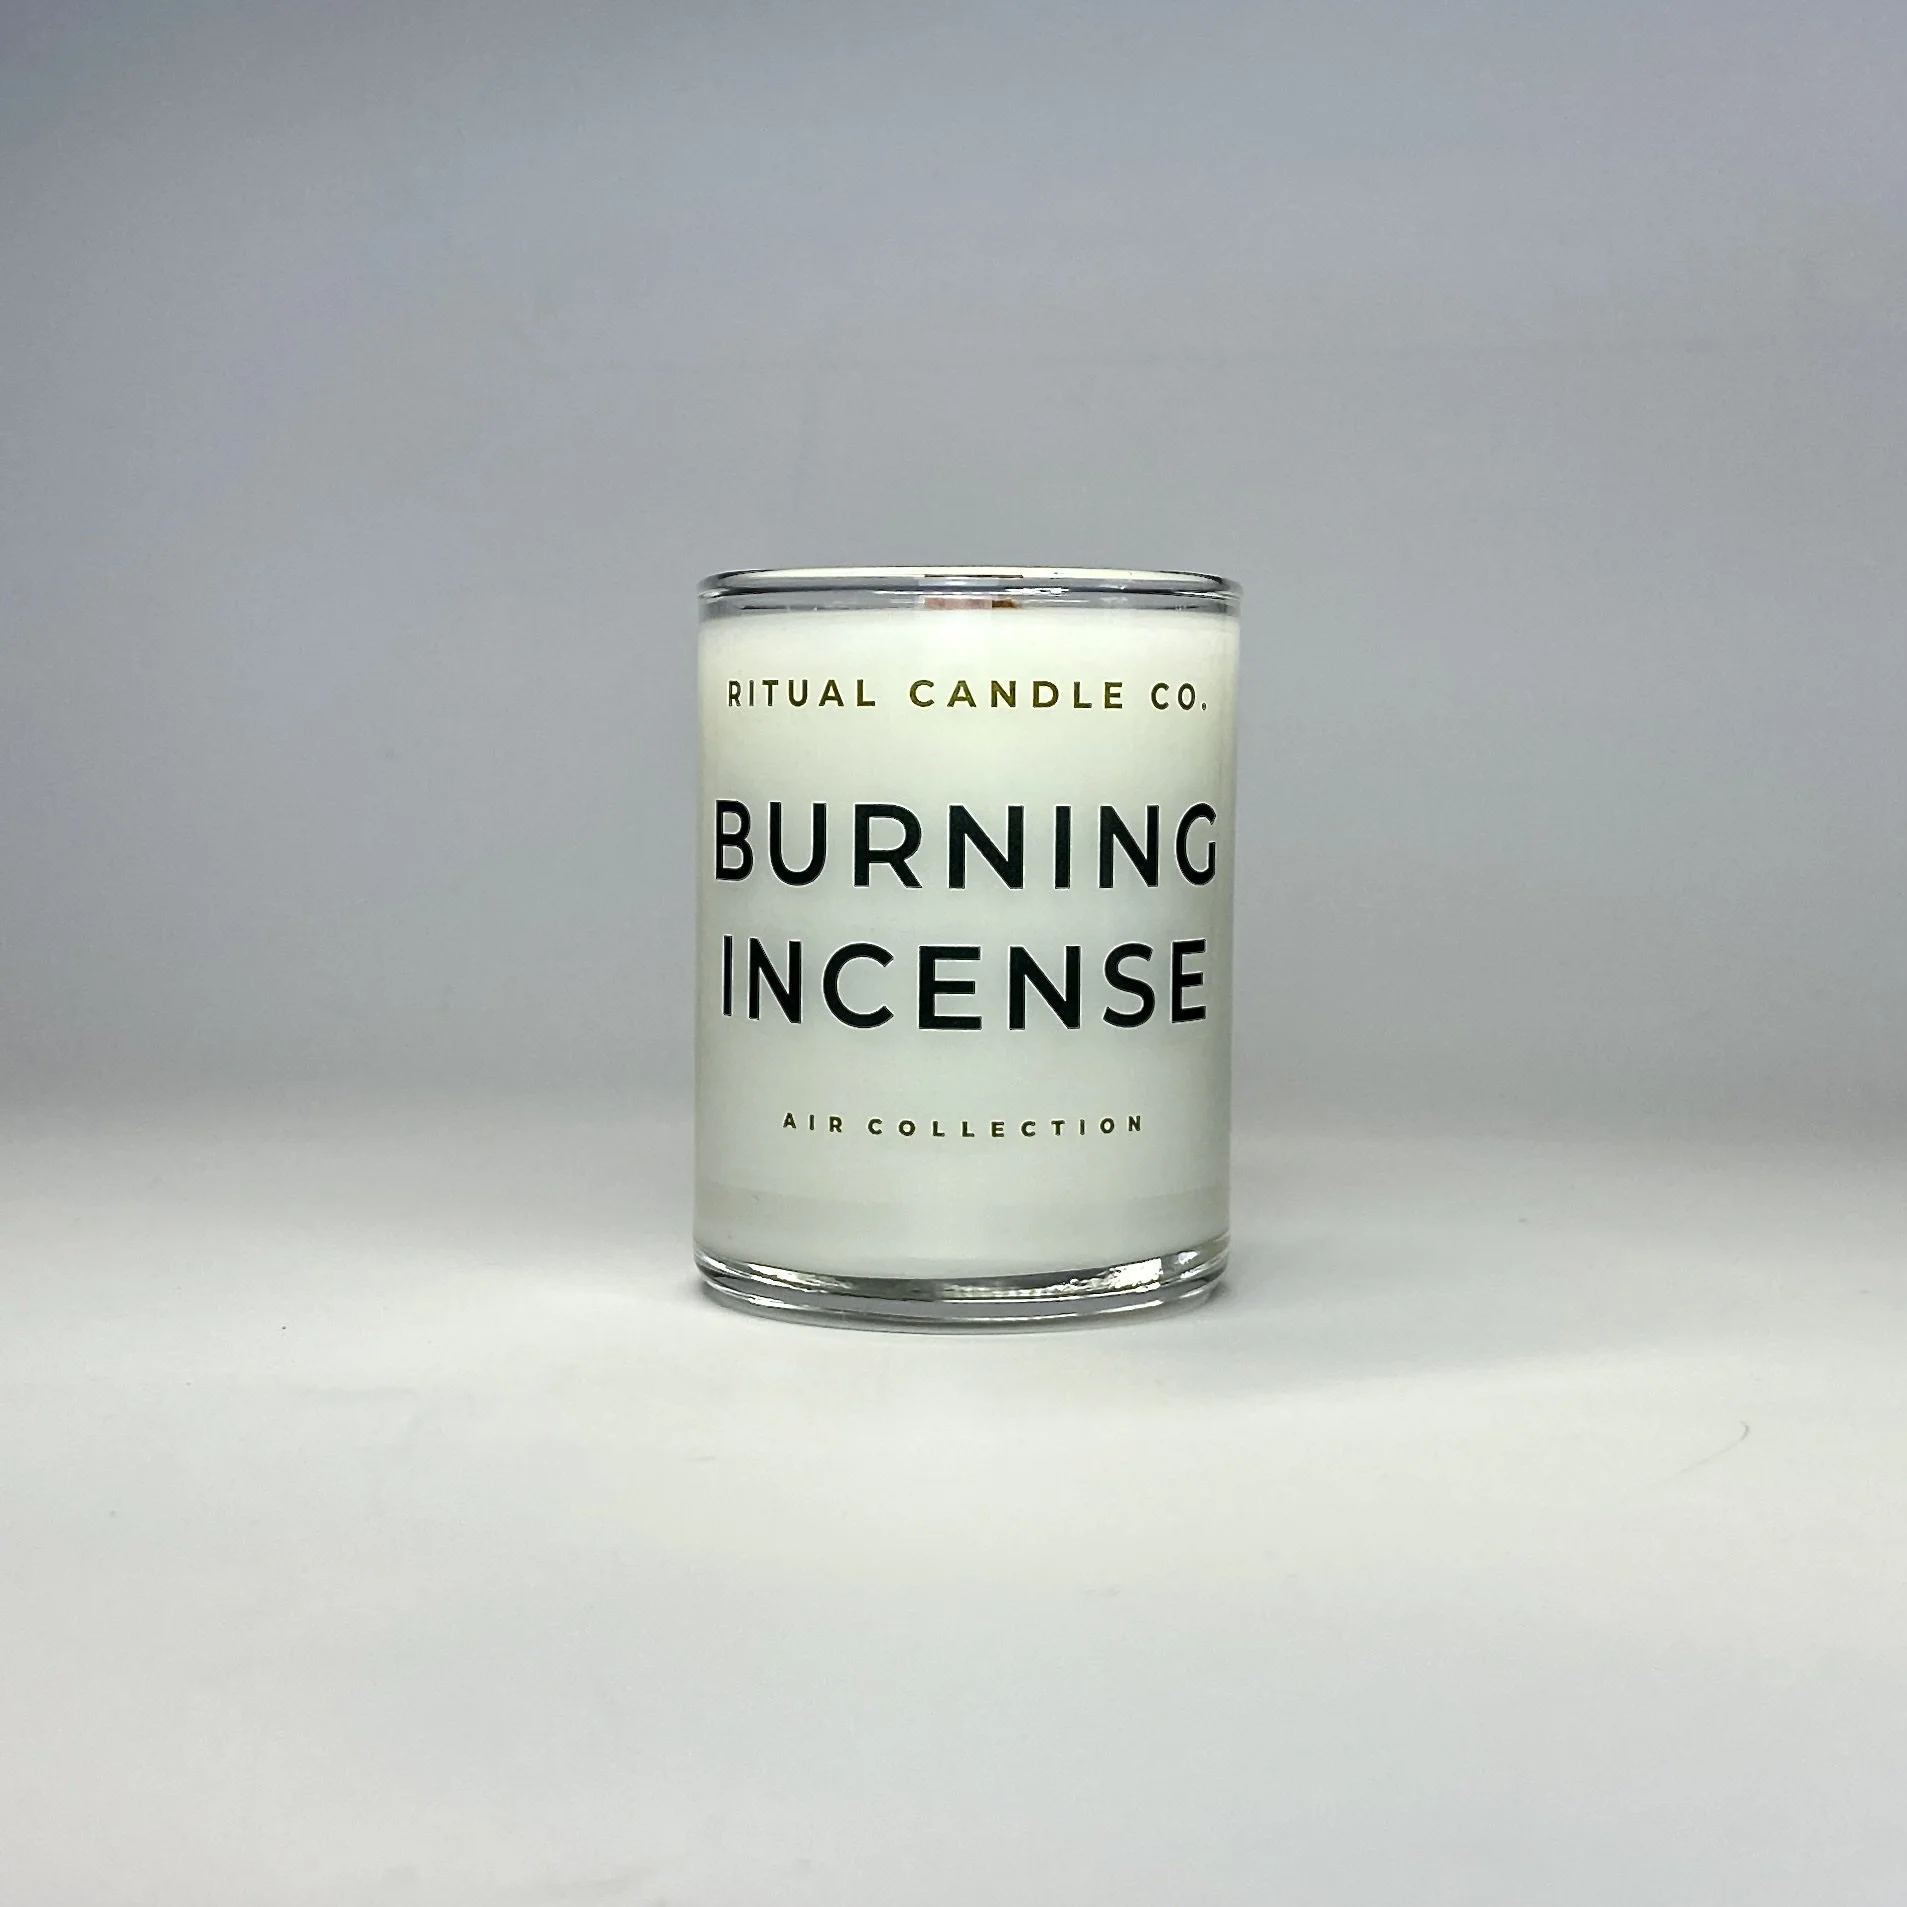 RITUAL CANDLE CO.
BURNING
INCENSE
AIR COLLECTION